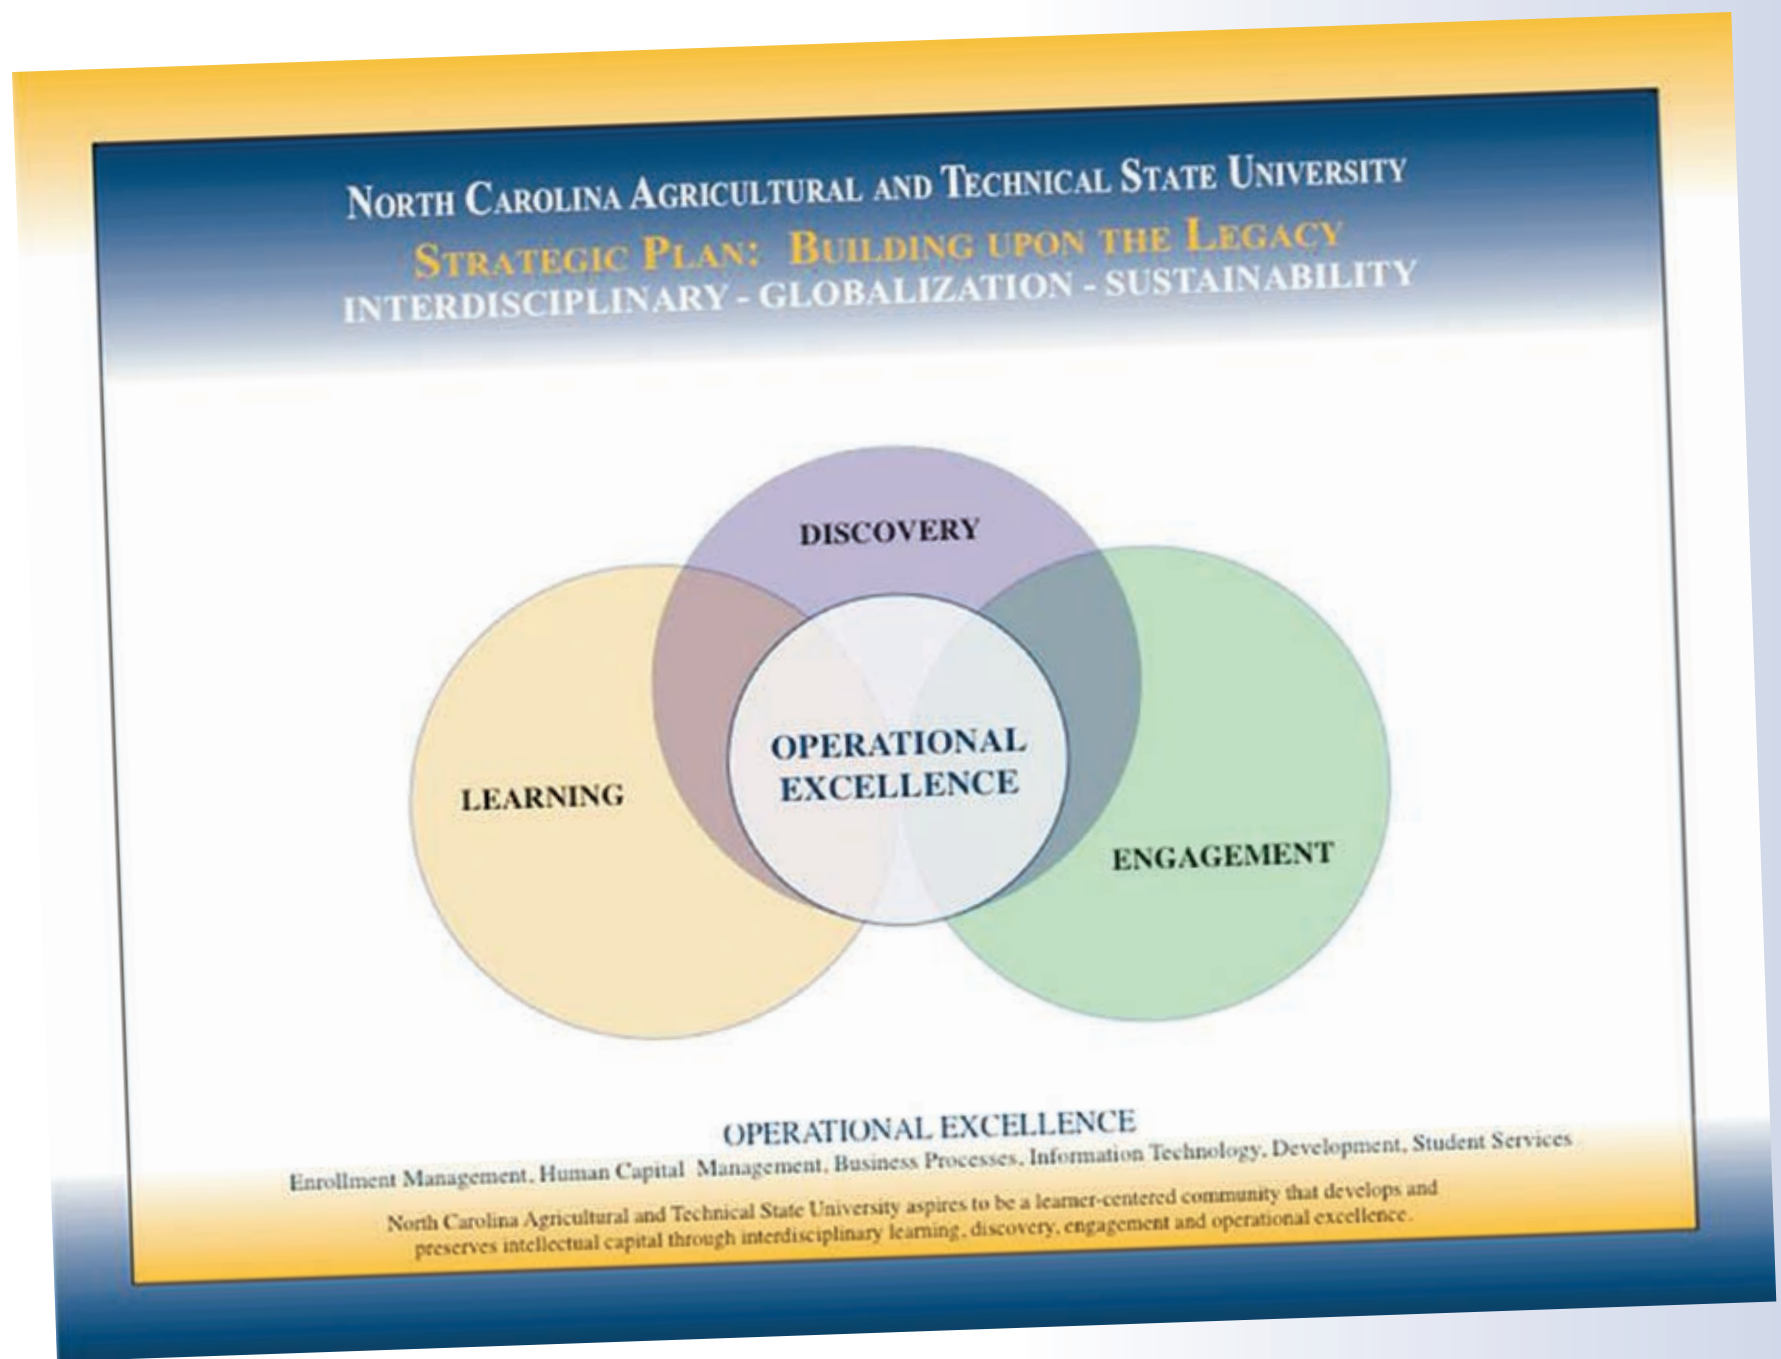 NORTH CAROLINA AGRICULTURAL AND TECHNICAL STATE UNIVERSITY
STRATEGIC PLAN: BUILDING UPON THE LEGACY
INTERDISCIPLINARY - GLOBALIZATION - SUSTAINABILITY
DISCOVERY
OPERATIONAL
EXCELLENCE
LEARNING
ENGAGEMENT
OPERATIONAL EXCELLENCE
Enrollment Management, Human Capital Management, Business Processes, Information Technology, Development, Student Services
North Carolina Agricultural and Technical State University aspires to be a learner-centered community that develops and
preserves intellectual capital through interdisciplinary learning, discovery, engagement and operational excellence.